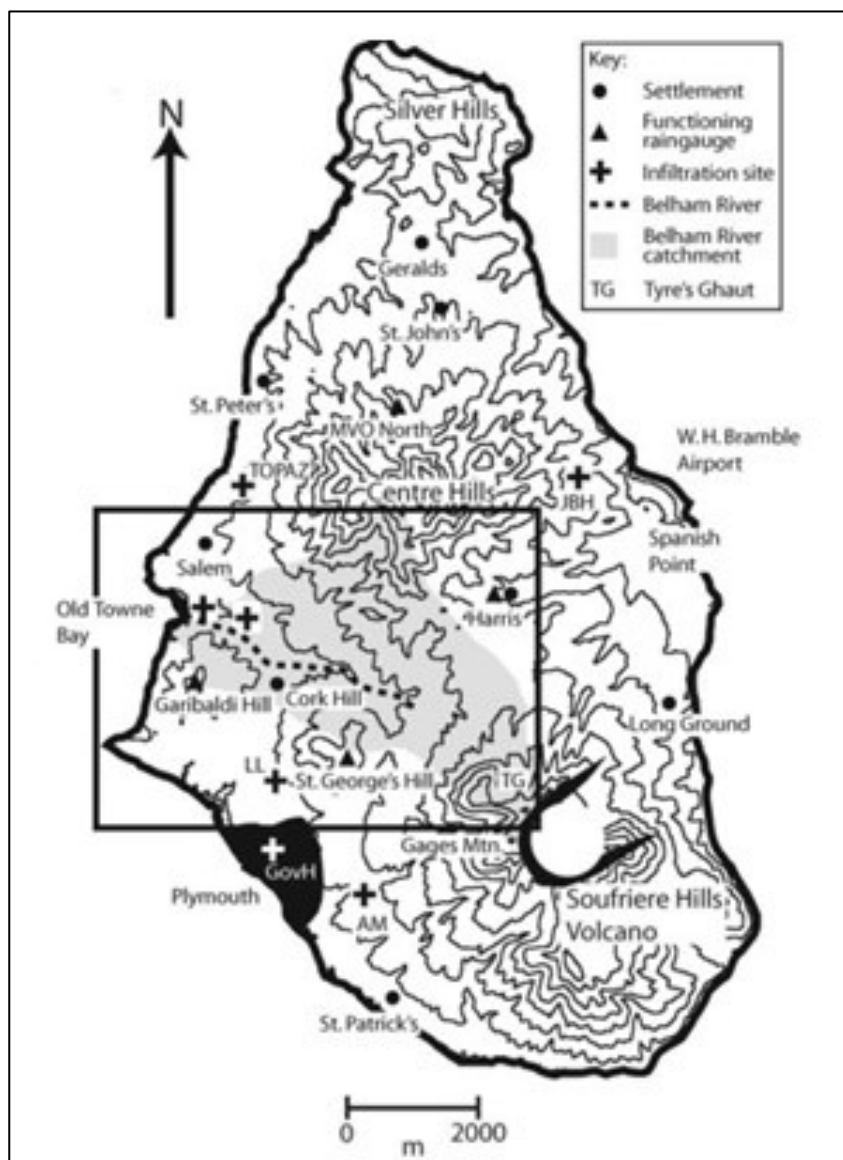 N
Silver Hills
Key:
Settlement
Functioning
raingauge
Infiltration site
Belham River
Belham River
catchment
TG Tyre's Ghaut
Geralds
St. John's
St. Peter's
MVO North
W. H. Bramble
Airport
TOPAZ
Centre Hills
JBH
Spanish
Point
Salem
Old Towne
Bay
Harris
Garibaldi Hill
Cork Hill
Long Ground
LL
St. George's Hill
TG
Gages Mtn.
GovH
Plymouth
Soufriere Hills
Volcano
AM
St. Patrick's
0 2000
m